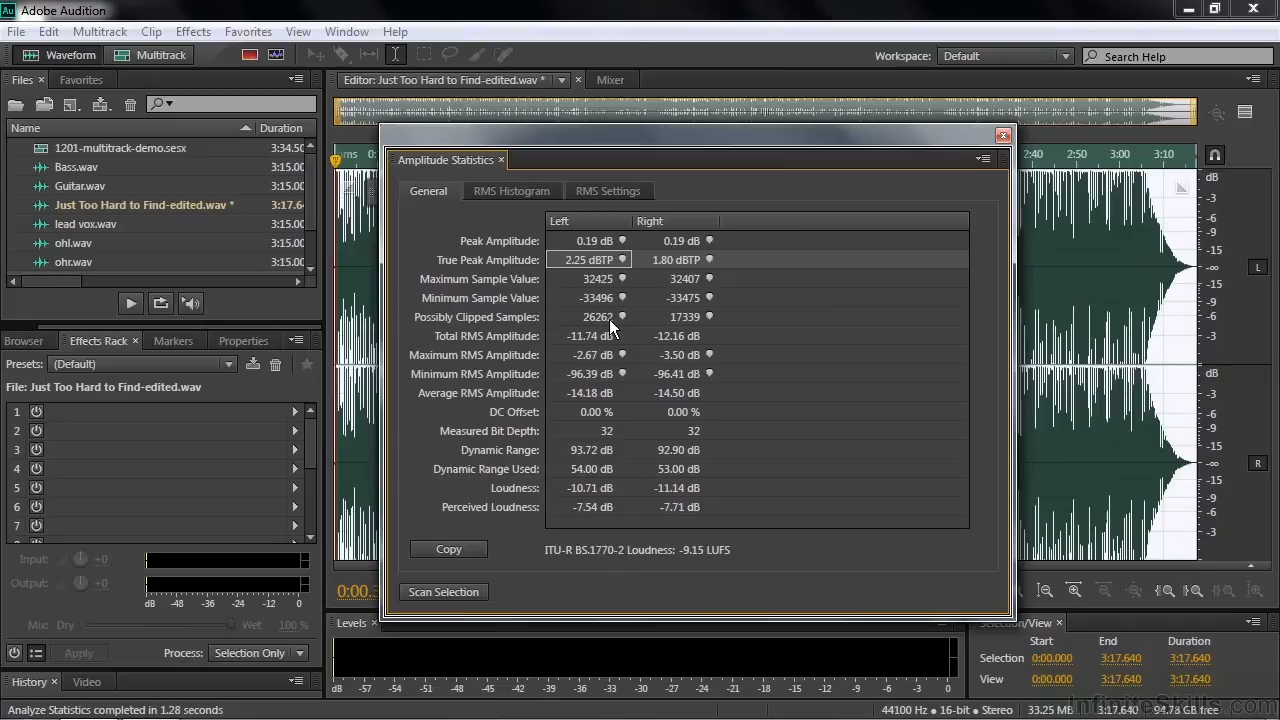 Au Adobe Audition
File Edit Multitrack Clip Effects Favorites View Window Help
Waveform Multitrack Workspace: Default Search Help
Files × Favorites Editor: Just Too Hard to Find-edited.wav * × Mixer
Name Duration
1201-multitrack-demo.sesx 3:34.50
Bass.wav 3:15.00
Guitar.wav 3:15.00
Just Too Hard to Find-edited.wav * 3:17.64
lead vox.wav 3:15.00
ohl.wav 3:15.00
ohr.wav 3:15.00
Browser Effects Rack × Markers Properties
Presets: (Default)
File: Just Too Hard to Find-edited.wav
1
2
3
4
5
6
7
Input: +0
Output: +0
dB -48 -36 -24 -12 0
Mix: Dry Wet 100 %
Apply Process: Selection Only
History × Video
Analyze Statistics completed in 1.28 seconds
hms
2:40 2:50 3:00 3:10
Amplitude Statistics ×
General RMS Histogram RMS Settings
Left Right
Peak Amplitude: 0.19 dB 0.19 dB
True Peak Amplitude: 2.25 dBTP 1.80 dBTP
Maximum Sample Value: 32425 32407
Minimum Sample Value: -33496 -33475
Possibly Clipped Samples: 26262 17339
Total RMS Amplitude: -11.74 dB -12.16 dB
Maximum RMS Amplitude: -2.67 dB -3.50 dB
Minimum RMS Amplitude: -96.39 dB -96.41 dB
Average RMS Amplitude: -14.18 dB -14.50 dB
DC Offset: 0.00 % 0.00 %
Measured Bit Depth: 32 32
Dynamic Range: 93.72 dB 92.90 dB
Dynamic Range Used: 54.00 dB 53.00 dB
Loudness: -10.71 dB -11.14 dB
Perceived Loudness: -7.54 dB -7.71 dB
Copy ITU-R BS.1770-2 Loudness: -9.15 LUFS
Scan Selection
dB
-3
-6
-9
-15
-∞
-15
-9
-6
-3
L
dB
-3
-6
-9
-15
-∞
-15
-9
-6
-3
R
Levels ×
dB -57 -54 -51 -48 -45 -42 -39 -36 -33 -30 -27 -24 -21 -18 -15 -12 -9 -6 -3 0
Selection/View ×
Start End Duration
Selection 0:00.000 3:17.640 3:17.640
View 0:00.000 3:17.640 3:17.640
44100 Hz • 16-bit • Stereo 33.25 MB 3:17.640 94.78 GB free
InfiniteSkills.com